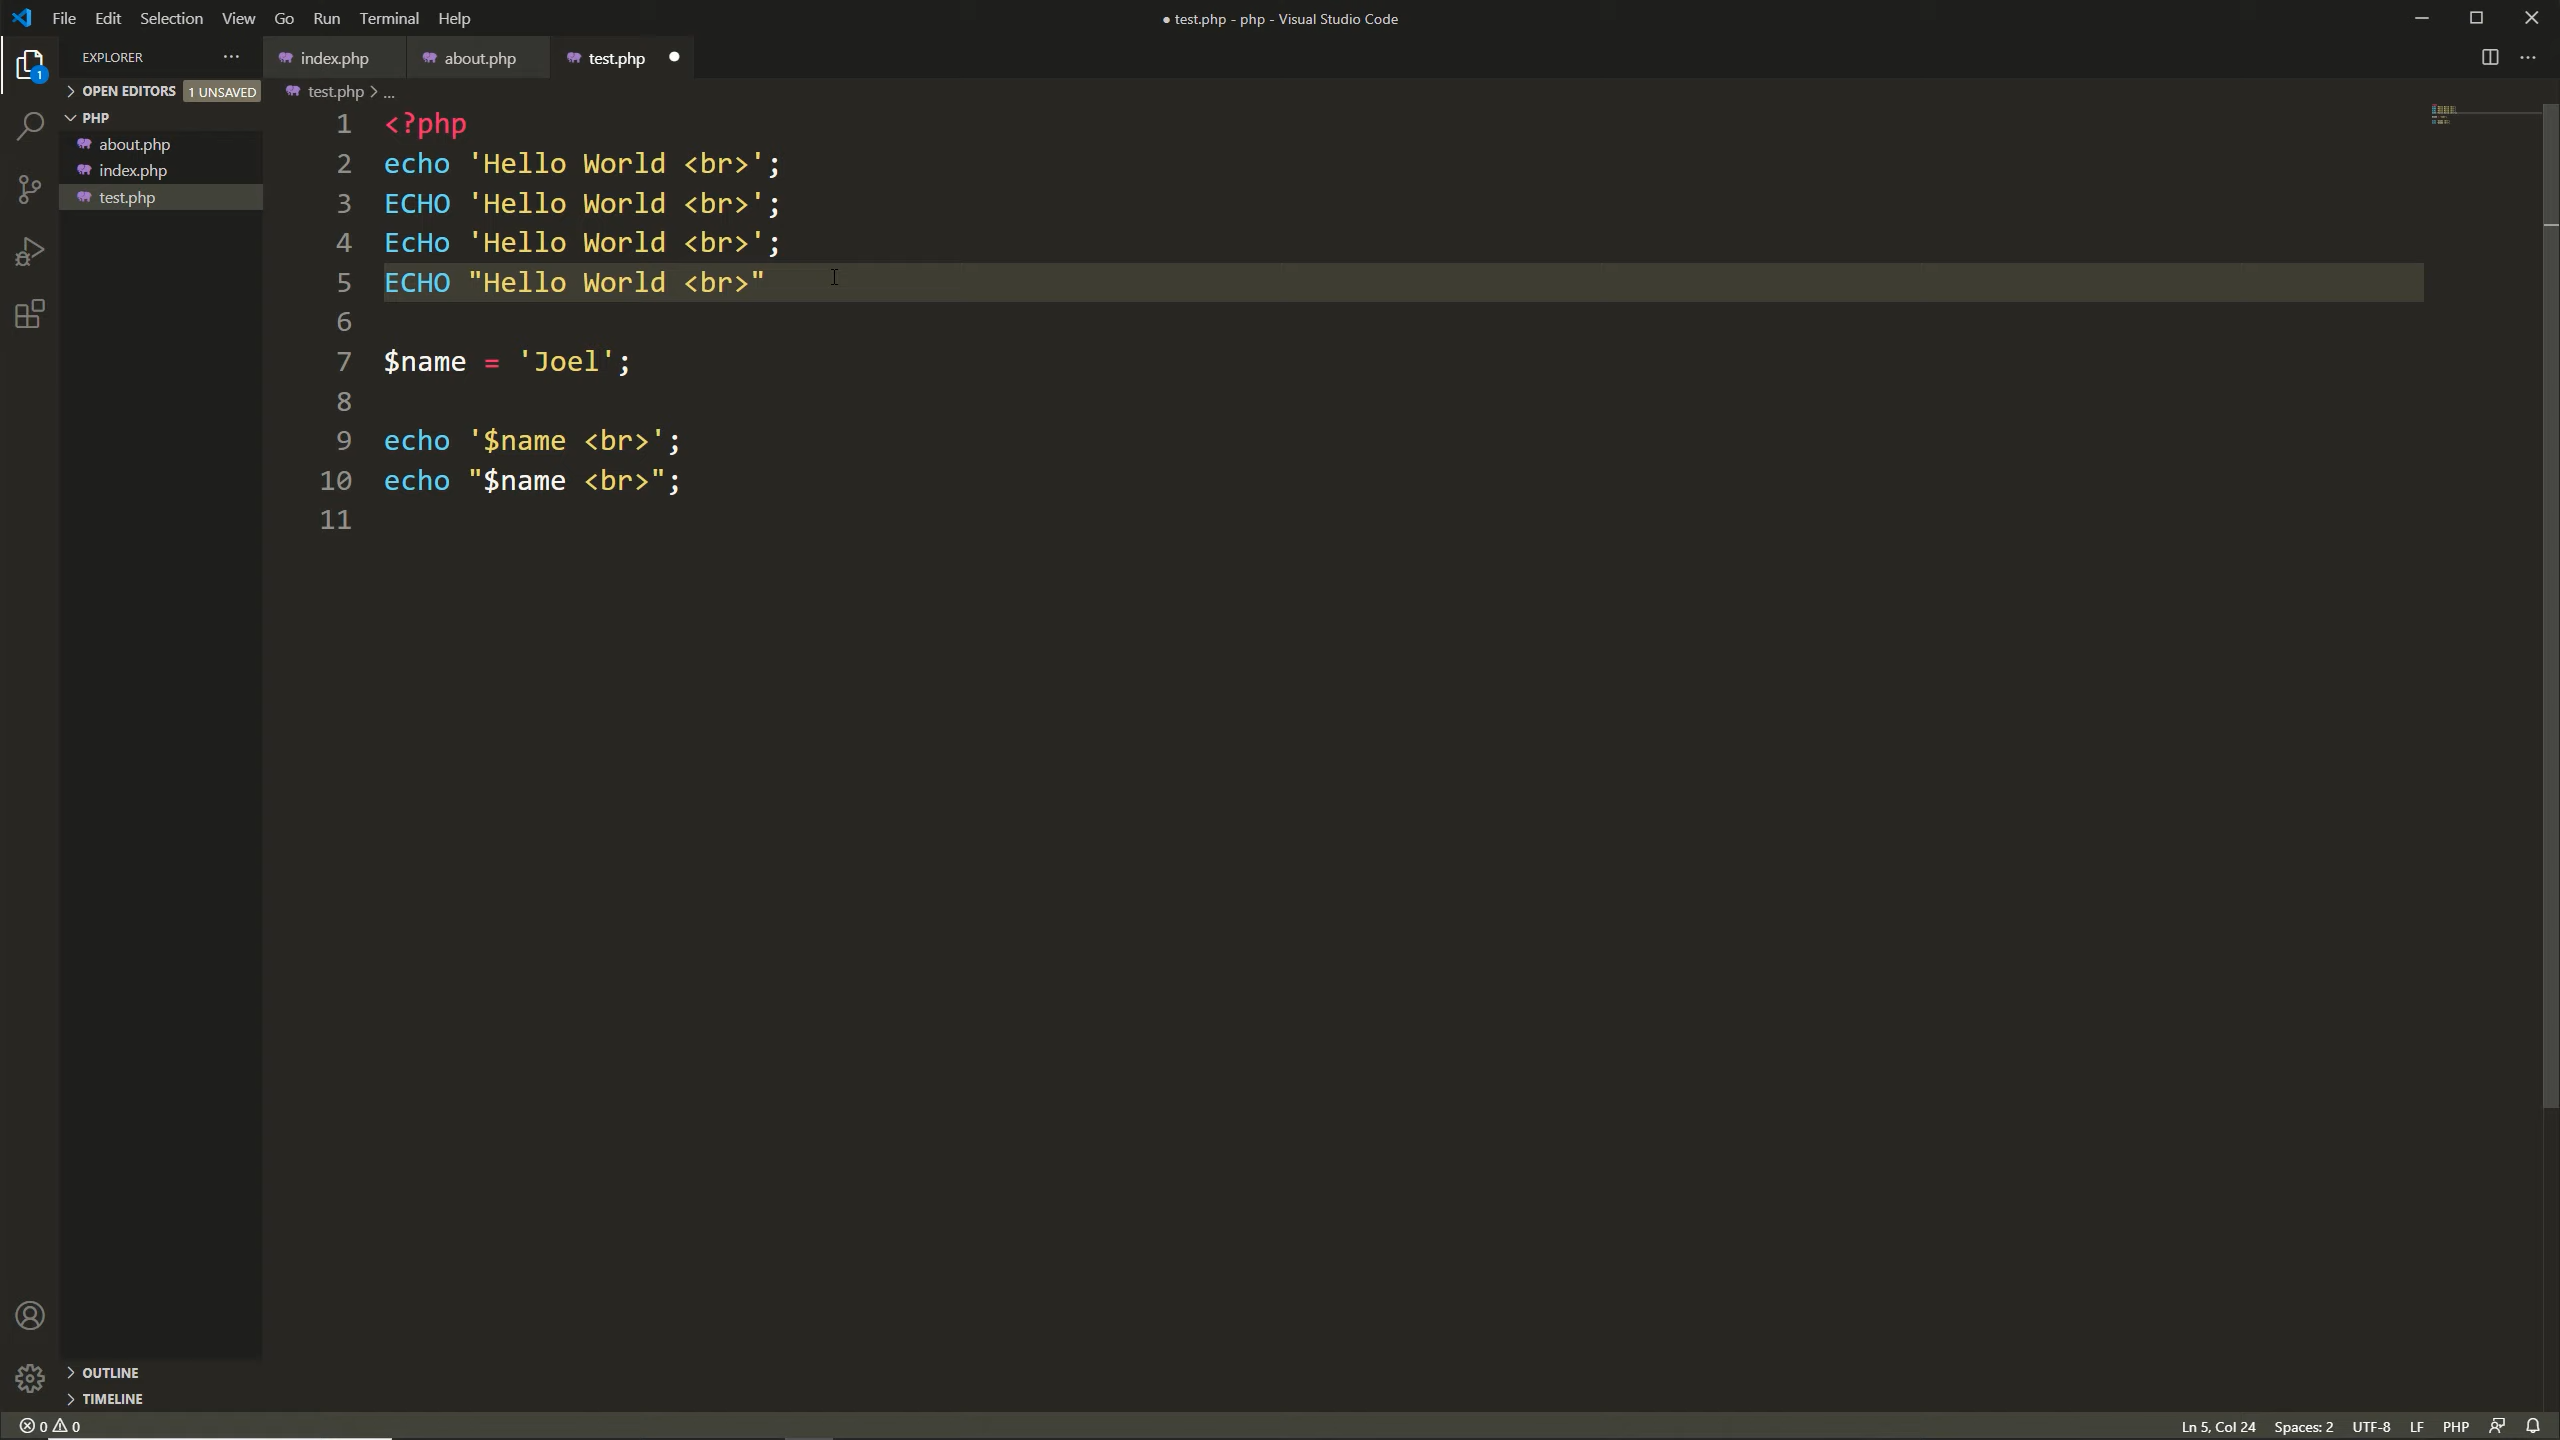 File Edit Selection View Go Run Terminal Help
● test.php - php - Visual Studio Code
1
EXPLORER ...
index.php
about.php
test.php
OPEN EDITORS 1 UNSAVED
test.php > ...
PHP
about.php
index.php
test.php
1 <?php
2 echo 'Hello World <br>';
3 ECHO 'Hello World <br>';
4 EcHo 'Hello World <br>';
5 ECHO "Hello World <br>"
6
7 $name = 'Joel';
8
9 echo '$name <br>';
10 echo "$name <br>";
11
OUTLINE
TIMELINE
0 0
Ln 5, Col 24 Spaces: 2 UTF-8 LF PHP